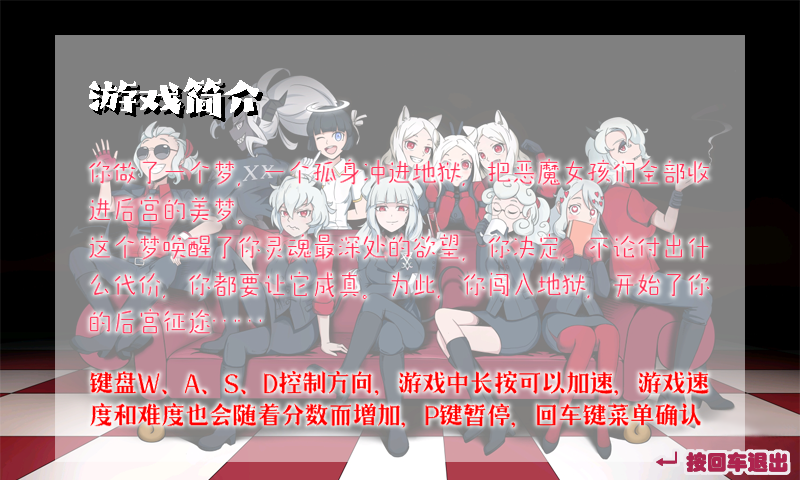 游戏简介
你做了一个梦，一个孤身冲进地狱，把恶魔女孩们全部收
进后宫的美梦。
这个梦唤醒了你灵魂最深处的欲望，你决定，不论付出什
么代价，你都要让它成真。为此，你闯入地狱，开始了你
的后宫征途……
键盘W、A、S、D控制方向，游戏中长按可以加速，游戏速
度和难度也会随着分数而增加，P键暂停，回车键菜单确认
按回车退出